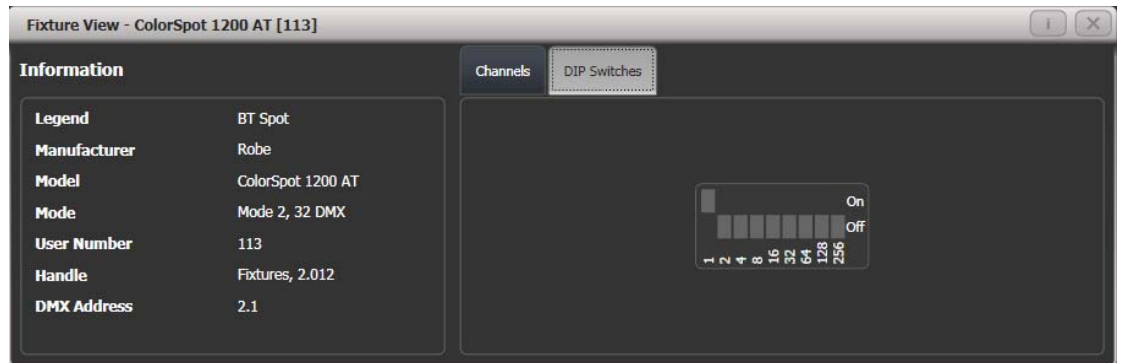 Fixture View - ColorSpot 1200 AT [113]
i
X
Information
Channels
DIP Switches
Legend BT Spot
Manufacturer Robe
Model ColorSpot 1200 AT
Mode Mode 2, 32 DMX
User Number 113
Handle Fixtures, 2.012
DMX Address 2.1
On
Off
1 2 4 8 16 32 64 128 256